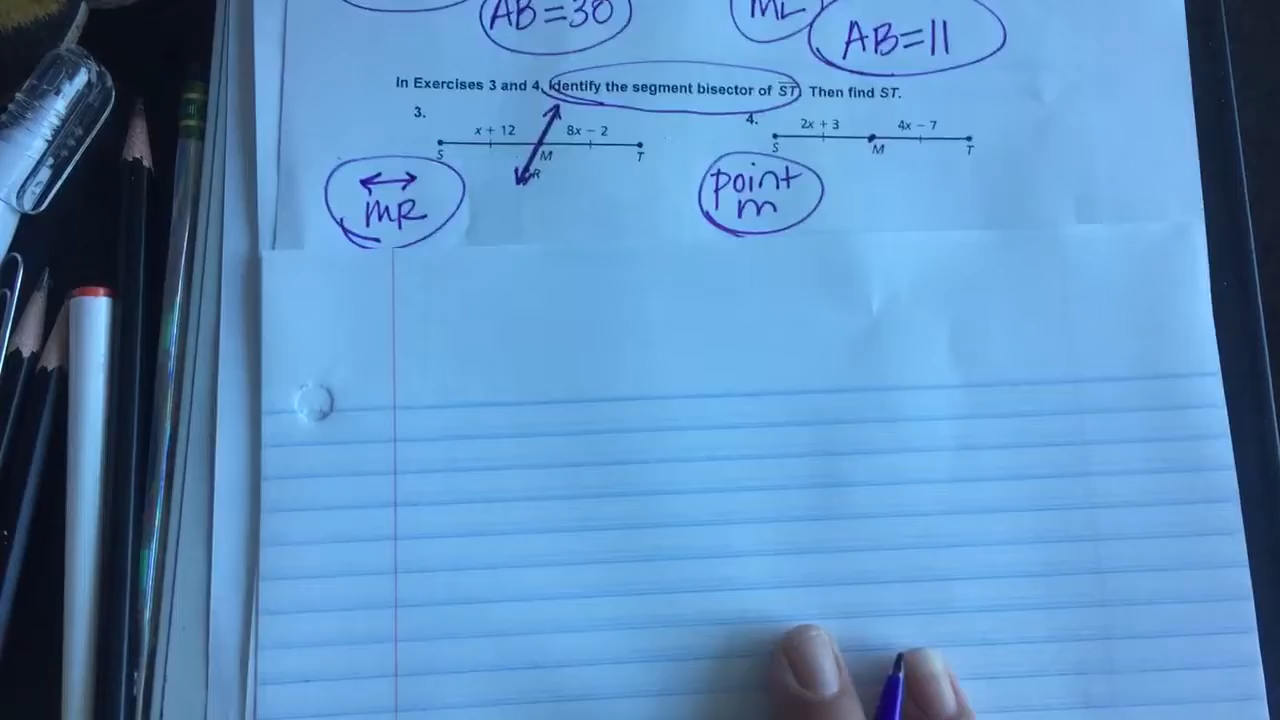 AB=30
ML
AB=11
In Exercises 3 and 4, identify the segment bisector of ST. Then find ST.
3.
x + 12
8x − 2
S
M
T
R
MR
4.
2x + 3
4x − 7
S
M
T
point
m